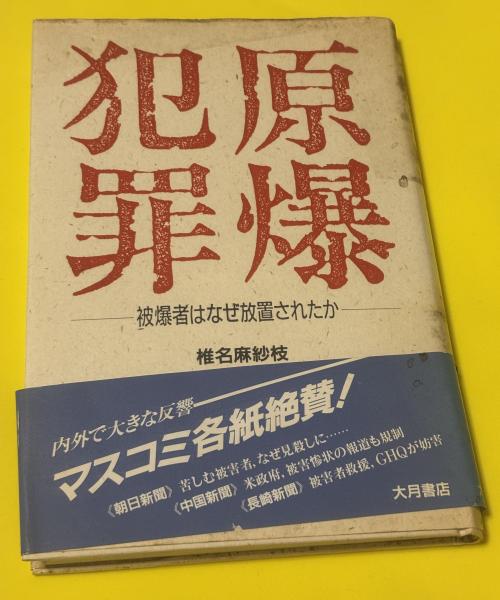 原爆
犯罪
被爆者はなぜ放置されたか
椎名麻紗枝
内外で大きな反響
マスコミ各紙絶賛!
《朝日新聞》苦しむ被害者,なぜ見殺しに……
《中国新聞》米政府,被害惨状の報道も規制
《長崎新聞》被害者救援,GHQが妨害
大月書店